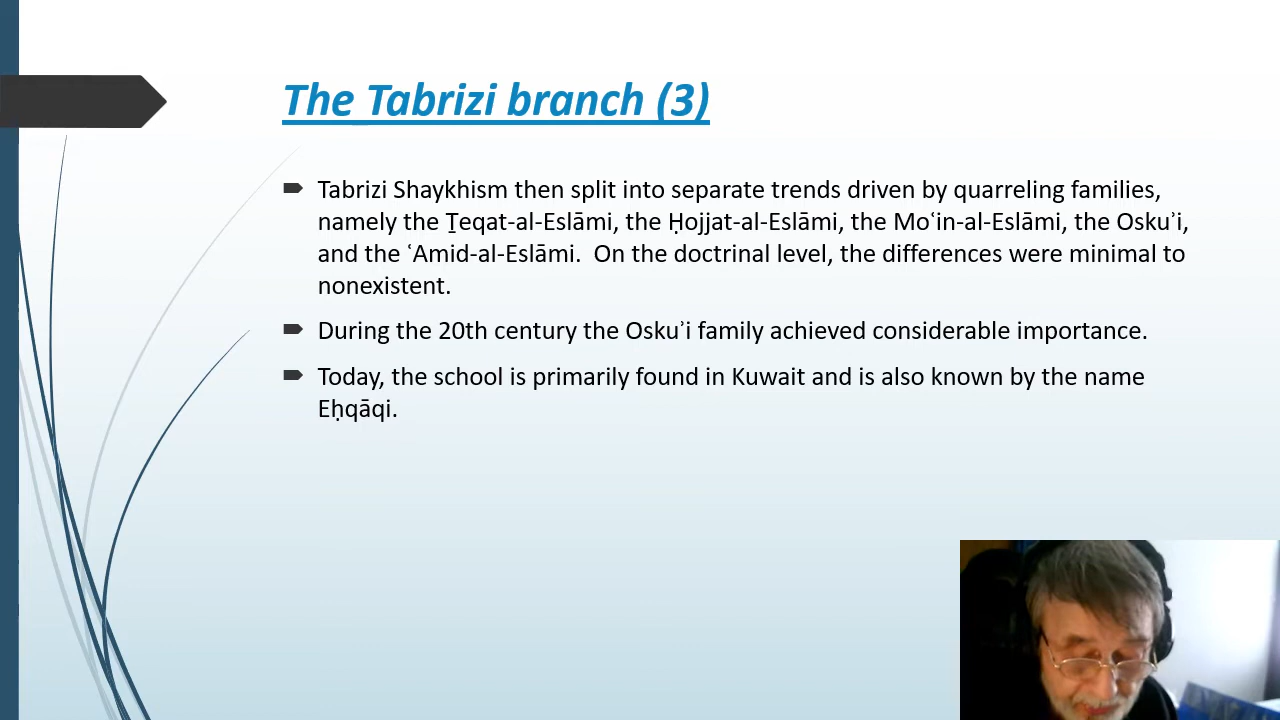 The Tabrizi branch (3)
Tabrizi Shaykhism then split into separate trends driven by quarreling families,
namely the Ṯeqat-al-Eslāmi, the Ḥojjat-al-Eslāmi, the Moʿin-al-Eslāmi, the Oskuʾi,
and the ʿAmid-al-Eslāmi.  On the doctrinal level, the differences were minimal to
nonexistent.
During the 20th century the Oskuʾi family achieved considerable importance.
Today, the school is primarily found in Kuwait and is also known by the name
Eḥqāqi.